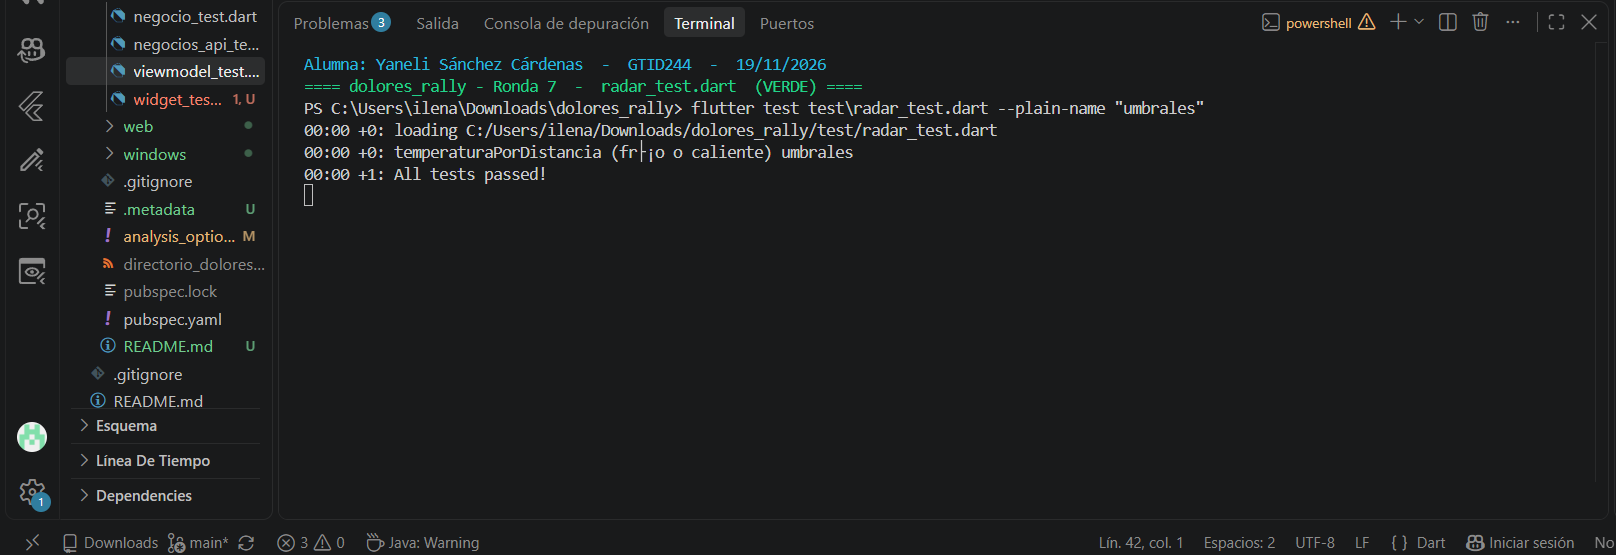 negocio_test.dart
negocios_api_te...
viewmodel_test....
widget_tes... 1, U
web
windows
.gitignore
.metadata U
analysis_optio... M
directorio_dolores...
pubspec.lock
pubspec.yaml
README.md U
.gitignore
README.md
Esquema
Línea De Tiempo
Dependencies
1
Problemas 3 Salida Consola de depuración Terminal Puertos
powershell
Alumna: Yaneli Sánchez Cárdenas - GTID244 - 19/11/2026
==== dolores_rally - Ronda 7 - radar_test.dart (VERDE) ====
PS C:\Users\ilena\Downloads\dolores_rally> flutter test test\radar_test.dart --plain-name "umbrales"
00:00 +0: loading C:/Users/ilena/Downloads/dolores_rally/test/radar_test.dart
00:00 +0: temperaturaPorDistancia (fr├¡o o caliente) umbrales
00:00 +1: All tests passed!
Downloads main* 3 0 Java: Warning Lín. 42, col. 1 Espacios: 2 UTF-8 LF { } Dart Iniciar sesión No